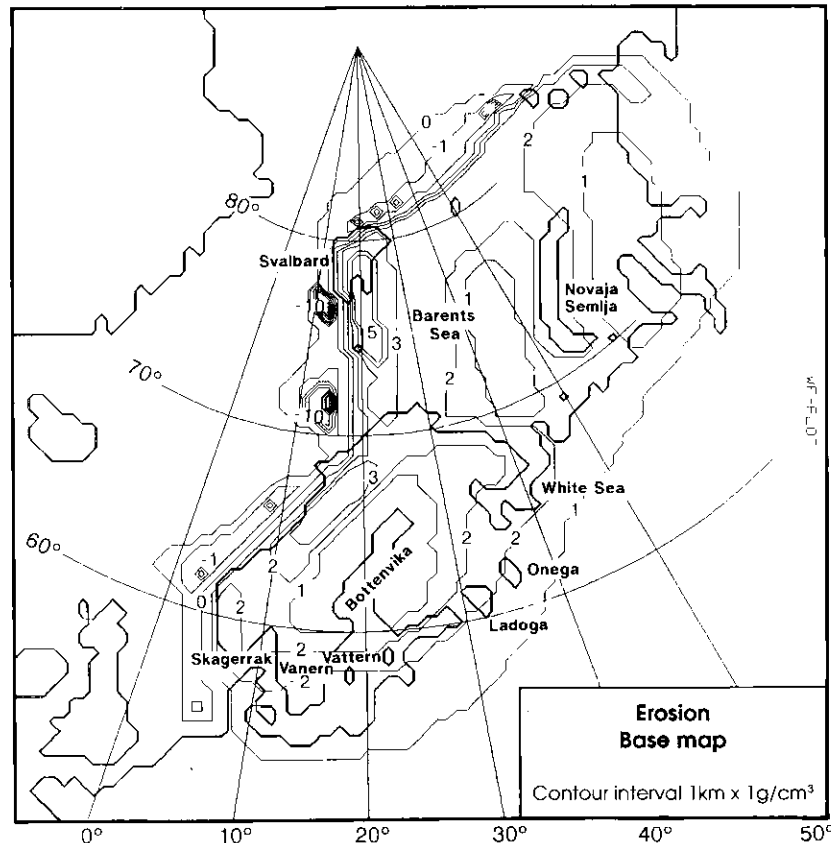 0
-1
2
1
80°
Svalbard
-1
5
Barents
Sea
3
1
2
Novaja
Semlja
70°
-10
3
White Sea
1
2
2
2
60°
1
0
2
1
Bottenvika
Onega
Ladoga
Skagerrak
2
Vattern
Vanern
-2
Erosion
Base map
Contour interval 1km x 1g/cm³
0°
10°
20°
30°
40°
50°